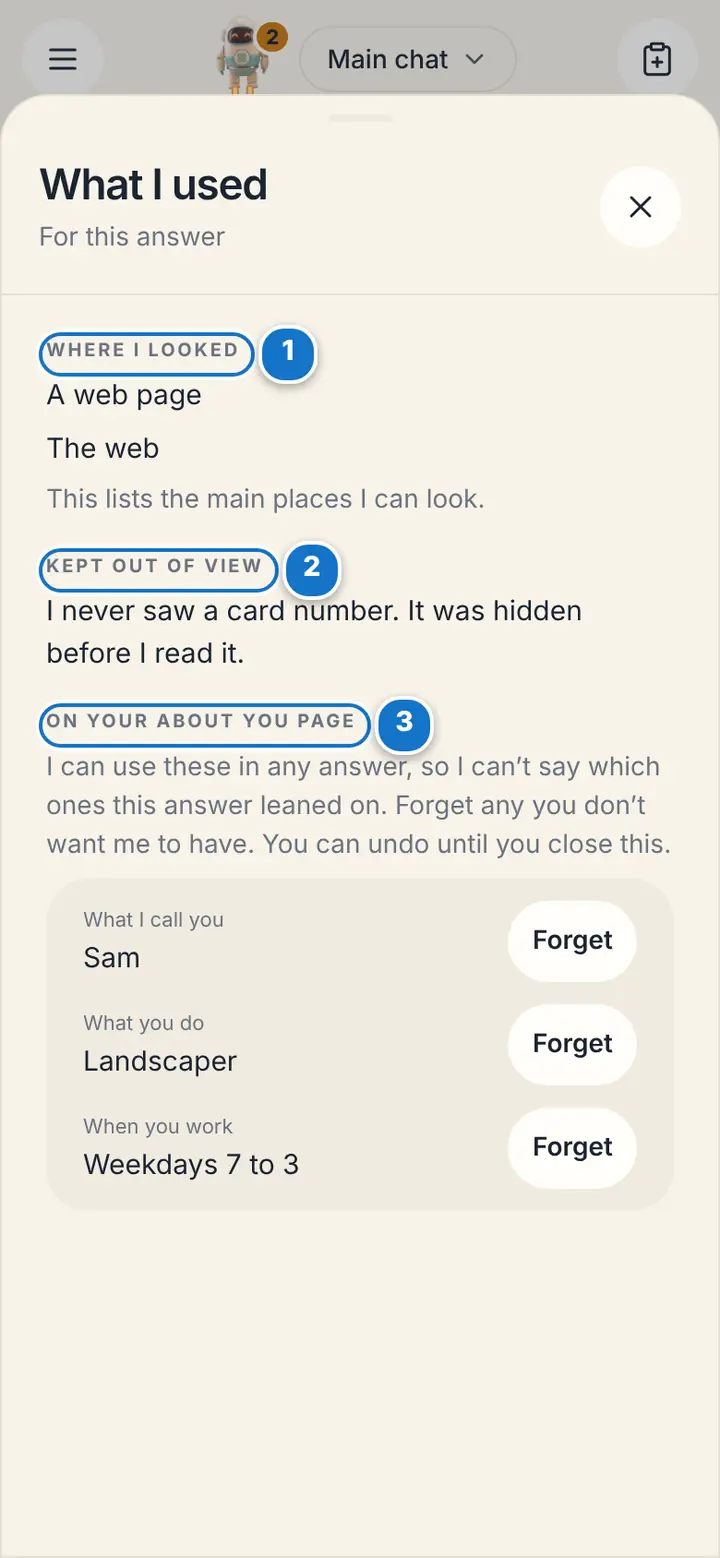 2
Main chat
What I used
For this answer
WHERE I LOOKED
1
A web page
The web
This lists the main places I can look.
KEPT OUT OF VIEW
2
I never saw a card number. It was hidden
before I read it.
ON YOUR ABOUT YOU PAGE
3
I can use these in any answer, so I can’t say which
ones this answer leaned on. Forget any you don’t
want me to have. You can undo until you close this.
What I call you
Sam
Forget
What you do
Landscaper
Forget
When you work
Weekdays 7 to 3
Forget